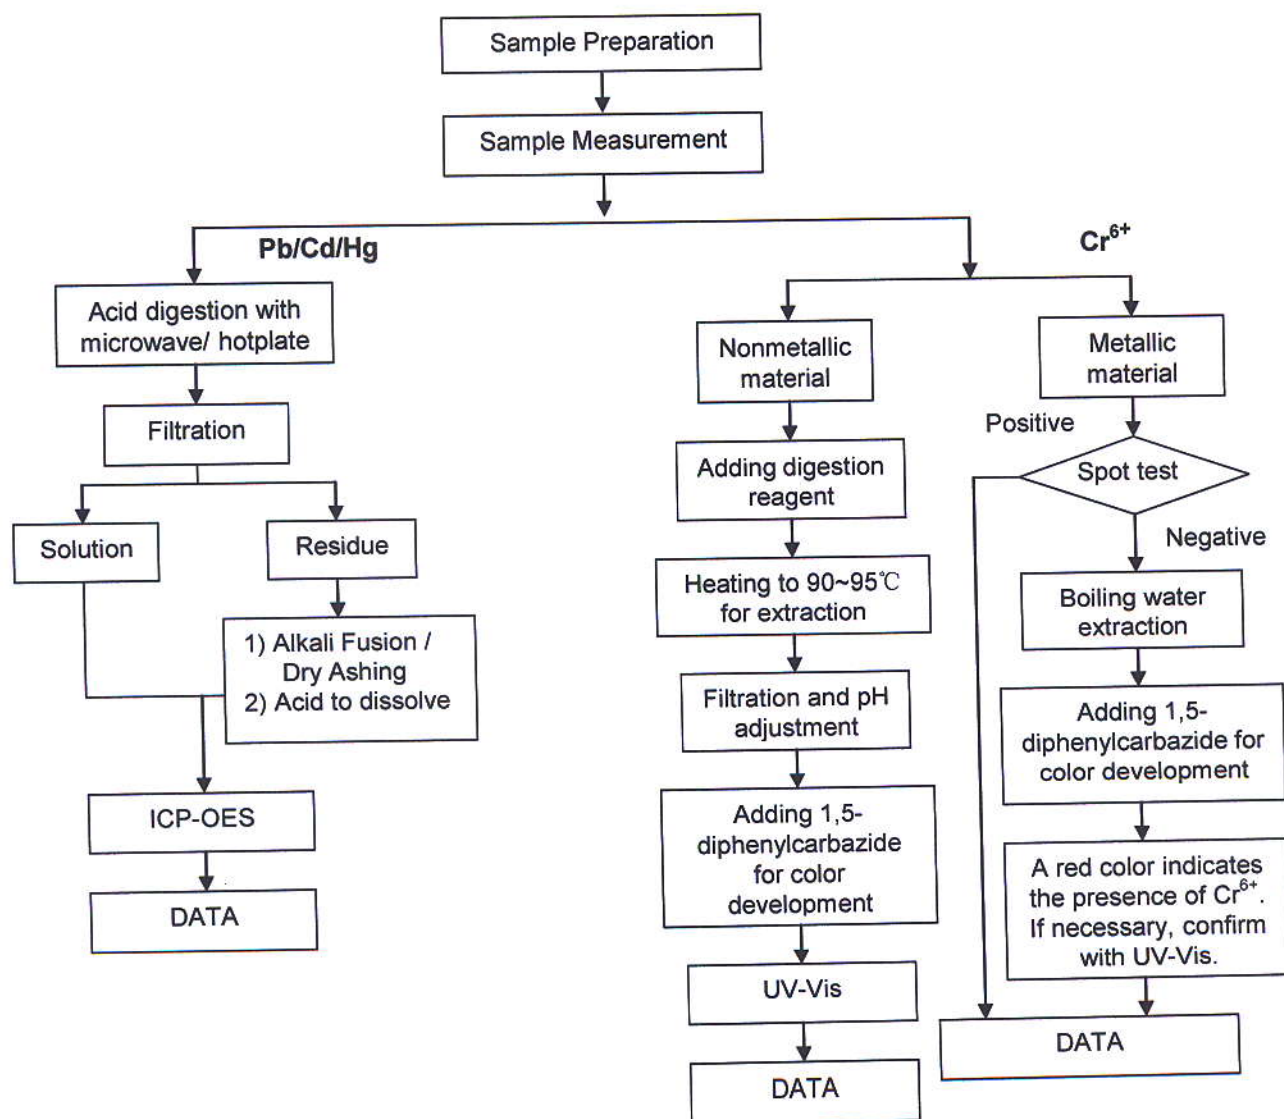 Sample Preparation
Sample Measurement
Pb/Cd/Hg
Cr⁶⁺
Acid digestion with
microwave/ hotplate
Filtration
Solution
Residue
1) Alkali Fusion /
Dry Ashing
2) Acid to dissolve
ICP-OES
DATA
Nonmetallic
material
Adding digestion
reagent
Heating to 90~95℃
for extraction
Filtration and pH
adjustment
Adding 1,5-
diphenylcarbazide
for color
development
UV-Vis
DATA
Metallic
material
Positive
Spot test
Negative
Boiling water
extraction
Adding 1,5-
diphenylcarbazide for
color development
A red color indicates
the presence of Cr⁶⁺.
If necessary, confirm
with UV-Vis.
DATA